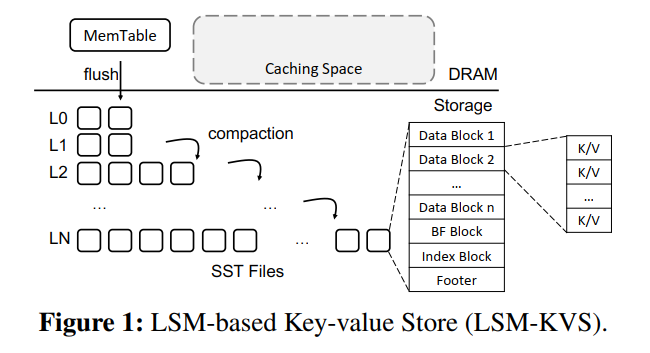 MemTable
Caching Space
flush
DRAM
Storage
L0
L1
compaction
L2
...
...
LN
...
SST Files
Data Block 1
Data Block 2
...
Data Block n
BF Block
Index Block
Footer
K/V
K/V
...
K/V
Figure 1: LSM-based Key-value Store (LSM-KVS).